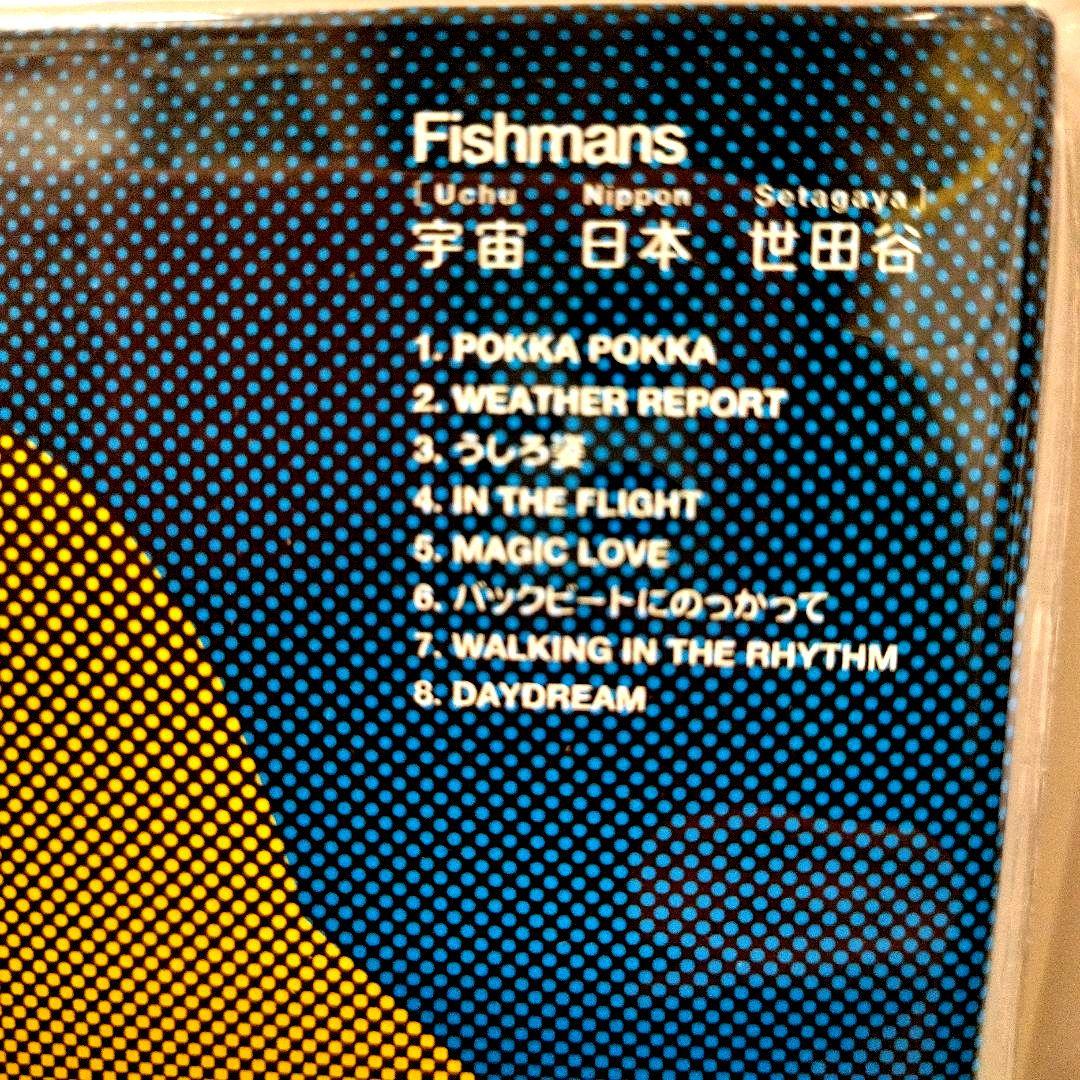 Fishmans
[Uchu Nippon Setagaya]
宇宙 日本 世田谷
1. POKKA POKKA
2. WEATHER REPORT
3. うしろ姿
4. IN THE FLIGHT
5. MAGIC LOVE
6. バックビートにのっかって
7. WALKING IN THE RHYTHM
8. DAYDREAM